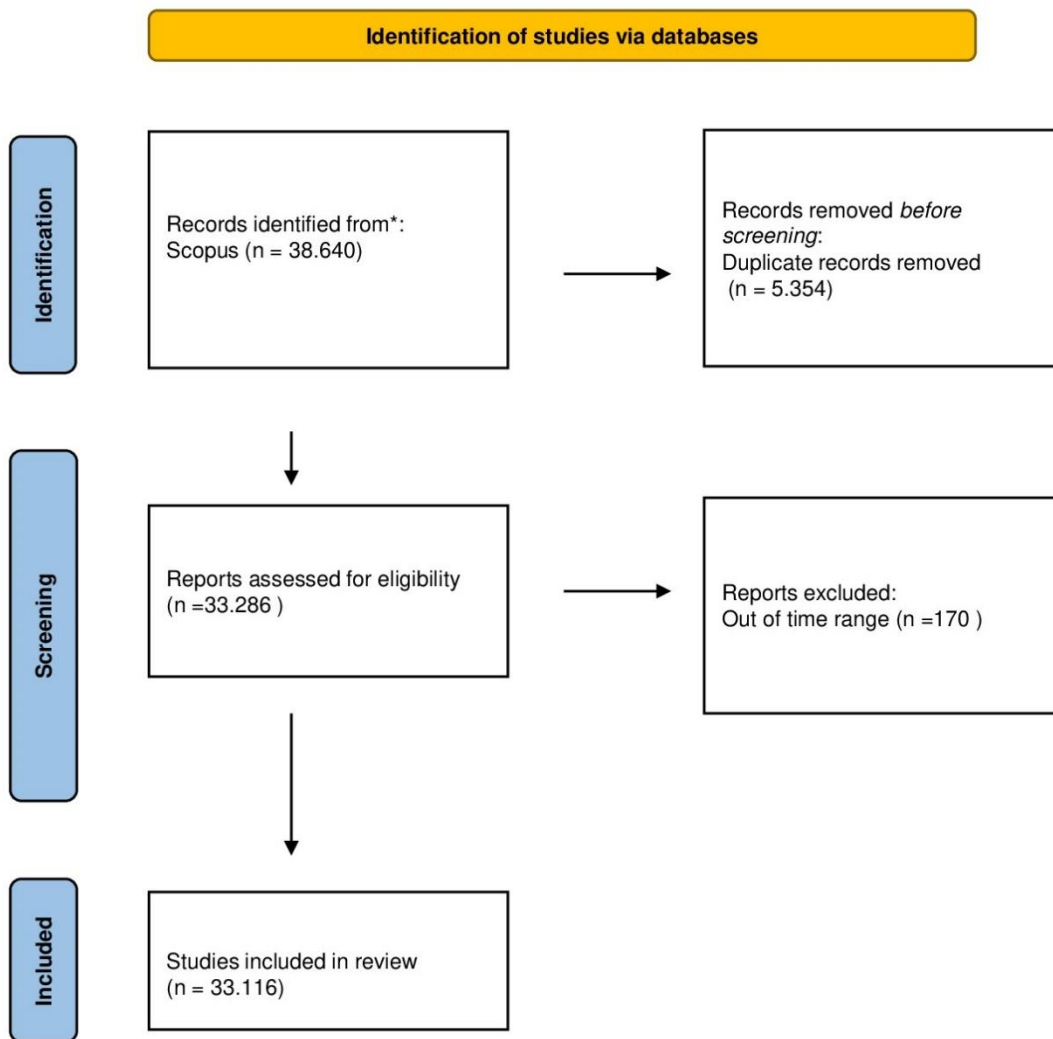 Identification of studies via databases
Identification
Records identified from*:
Scopus (n = 38.640)
Records removed before
screening:
Duplicate records removed
(n = 5.354)
Screening
Reports assessed for eligibility
(n =33.286 )
Reports excluded:
Out of time range (n =170 )
Included
Studies included in review
(n = 33.116)